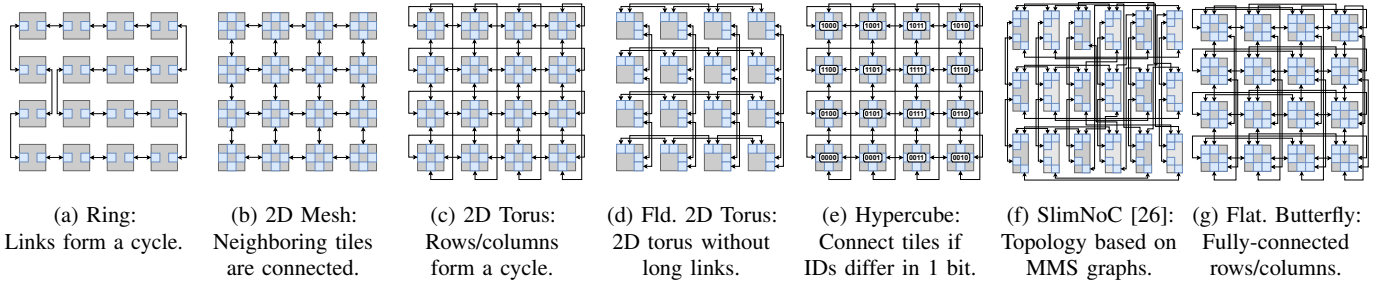 1000 1001 1011 1010
1100 1101 1111 1110
0100 0101 0111 0110
0000 0001 0011 0010
(a) Ring:
Links form a cycle.
(b) 2D Mesh:
Neighboring tiles
are connected.
(c) 2D Torus:
Rows/columns
form a cycle.
(d) Fld. 2D Torus:
2D torus without
long links.
(e) Hypercube:
Connect tiles if
IDs differ in 1 bit.
(f) SlimNoC [26]:
Topology based on
MMS graphs.
(g) Flat. Butterfly:
Fully-connected
rows/columns.